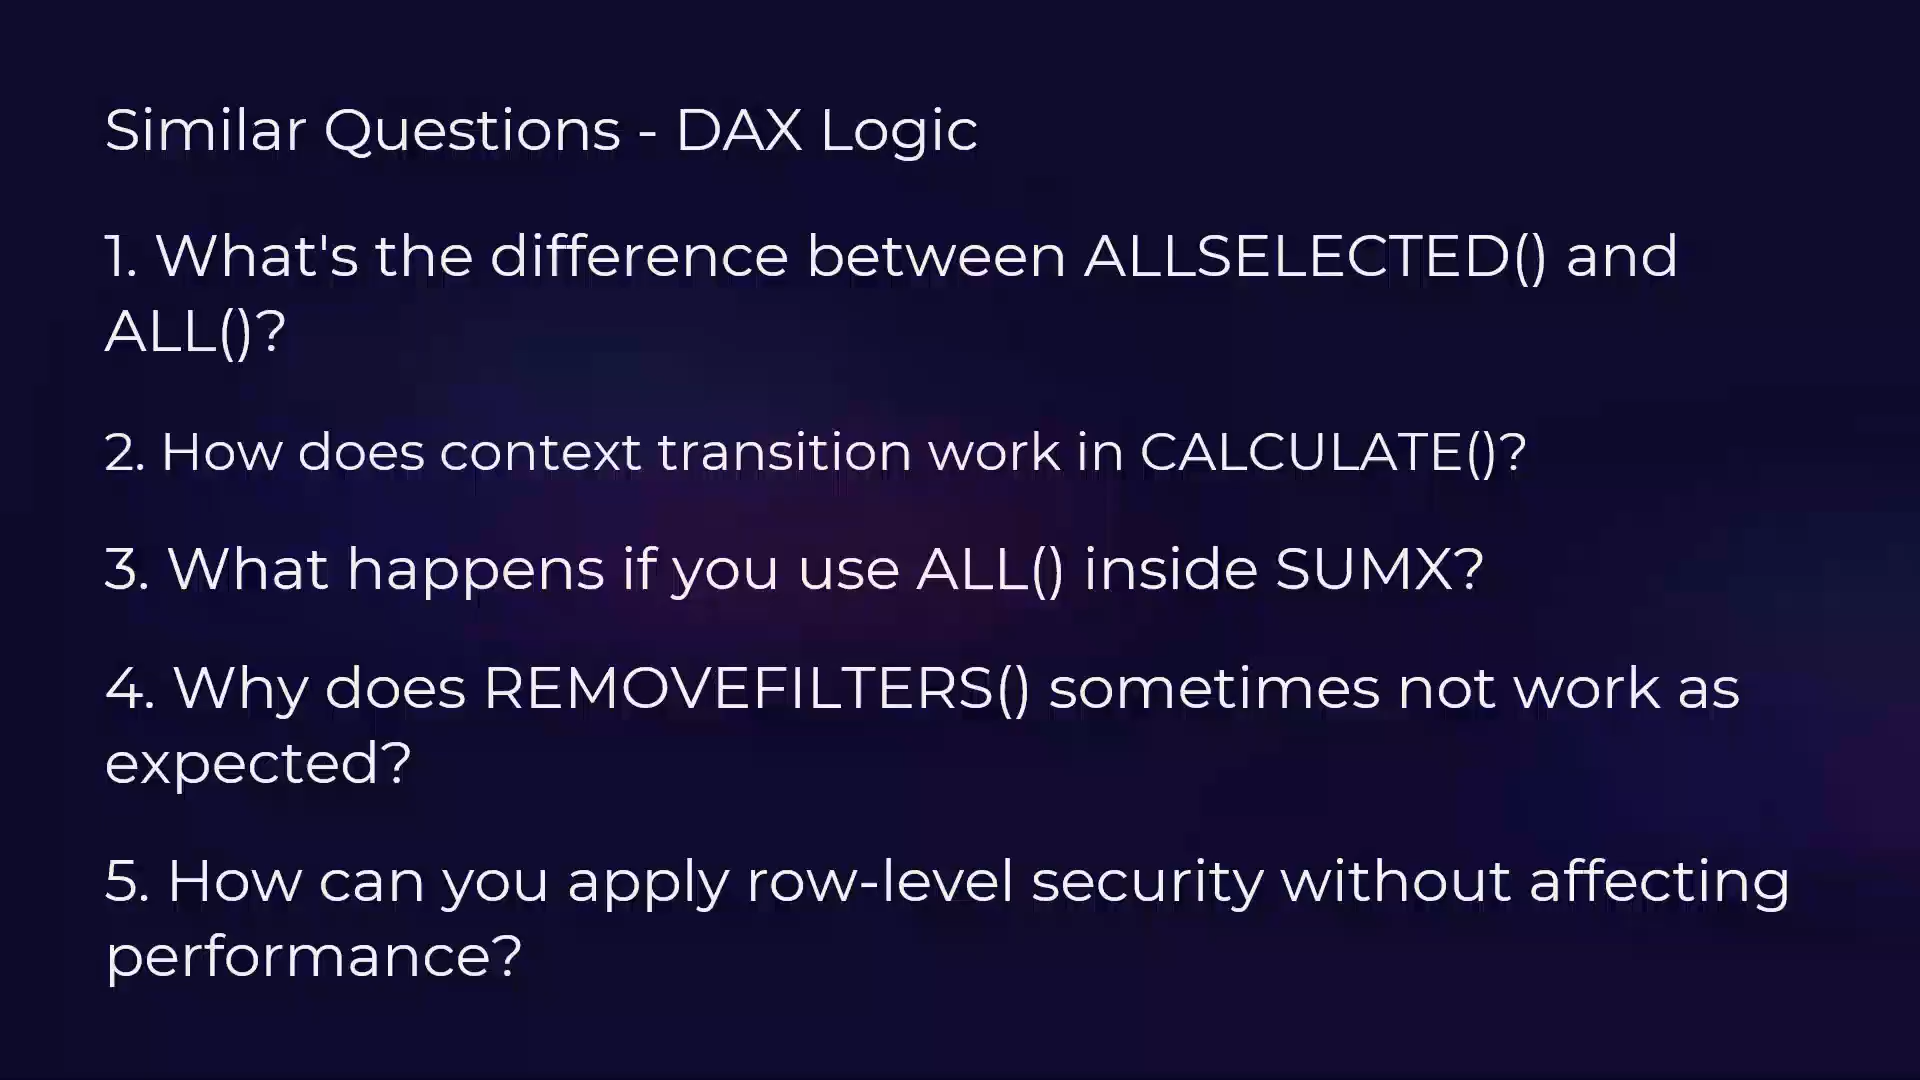 Similar Questions - DAX Logic
1. What's the difference between ALLSELECTED() and
ALL()?
2. How does context transition work in CALCULATE()?
3. What happens if you use ALL() inside SUMX?
4. Why does REMOVEFILTERS() sometimes not work as
expected?
5. How can you apply row-level security without affecting
performance?